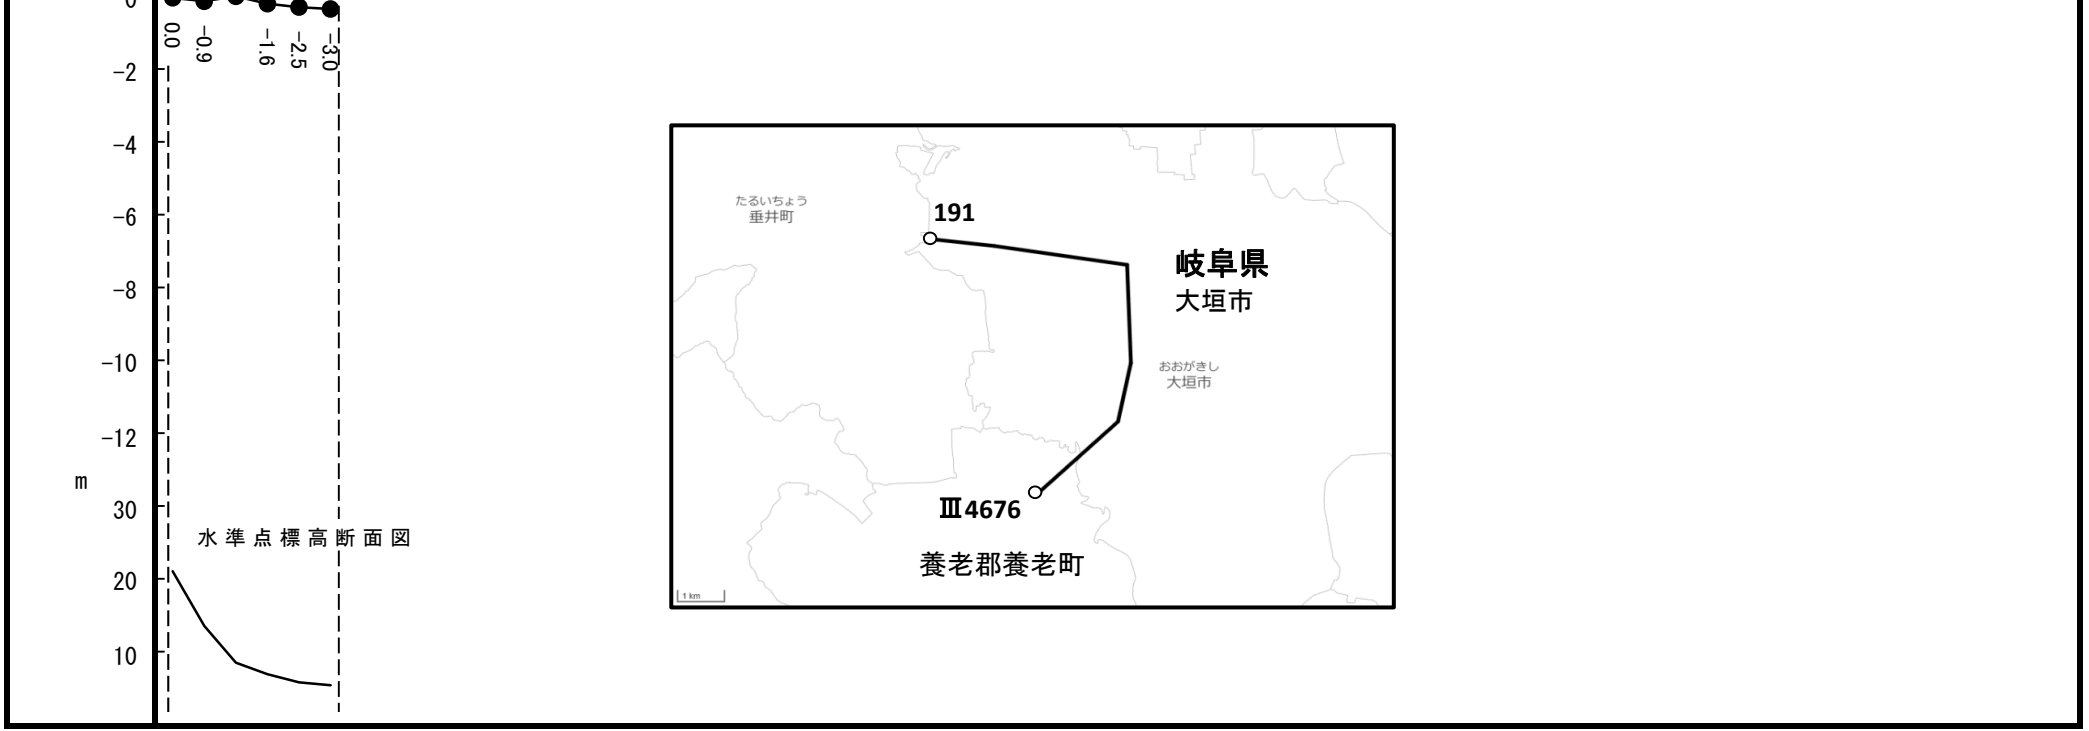 0
0.0
-0.9
-1.6
-2.5
-3.0
-2
-4
-6
-8
-10
-12
m
30
水準点標高断面図
20
10
たるいちょう
垂井町
191
岐阜県
大垣市
おおがきし
大垣市
Ⅲ4676
養老郡養老町
1 km